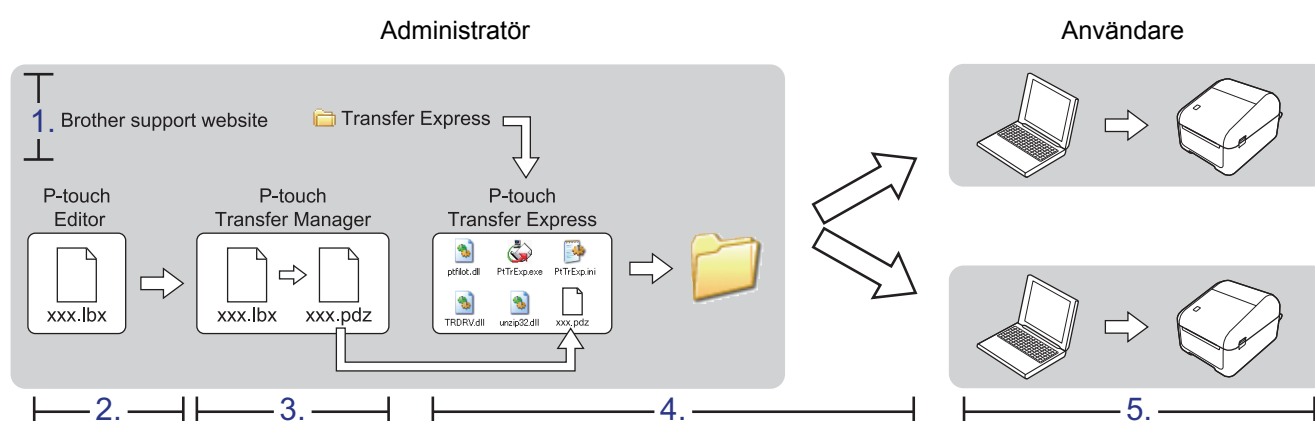 Administratör
Användare
1. Brother support website
Transfer Express
P-touch
Editor
xxx.lbx
P-touch
Transfer Manager
xxx.lbx
xxx.pdz
P-touch
Transfer Express
ptfilot.dll
PtTrExp.exe
PtTrExp.ini
TRDRV.dll
unzip32.dll
xxx.pdz
2.
3.
4.
5.